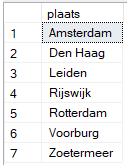 plaats
1 Amsterdam
2 Den Haag
3 Leiden
4 Rijswijk
5 Rotterdam
6 Voorburg
7 Zoetermeer